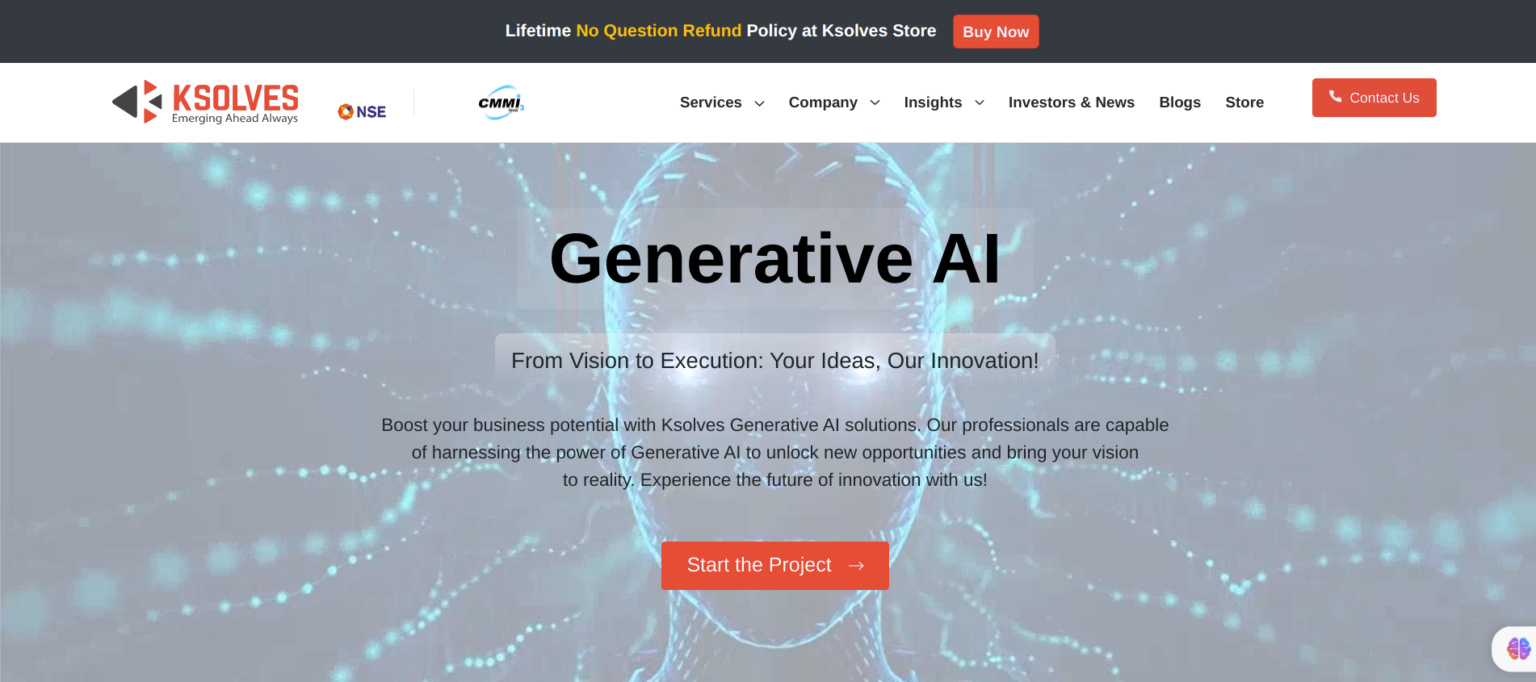 Lifetime No Question Refund Policy at Ksolves Store Buy Now
KSOLVES
Emerging Ahead Always
NSE
CMMi 3
Services Company Insights Investors & News Blogs Store Contact Us
Generative AI
From Vision to Execution: Your Ideas, Our Innovation!
Boost your business potential with Ksolves Generative AI solutions. Our professionals are capable
of harnessing the power of Generative AI to unlock new opportunities and bring your vision
to reality. Experience the future of innovation with us!
Start the Project →